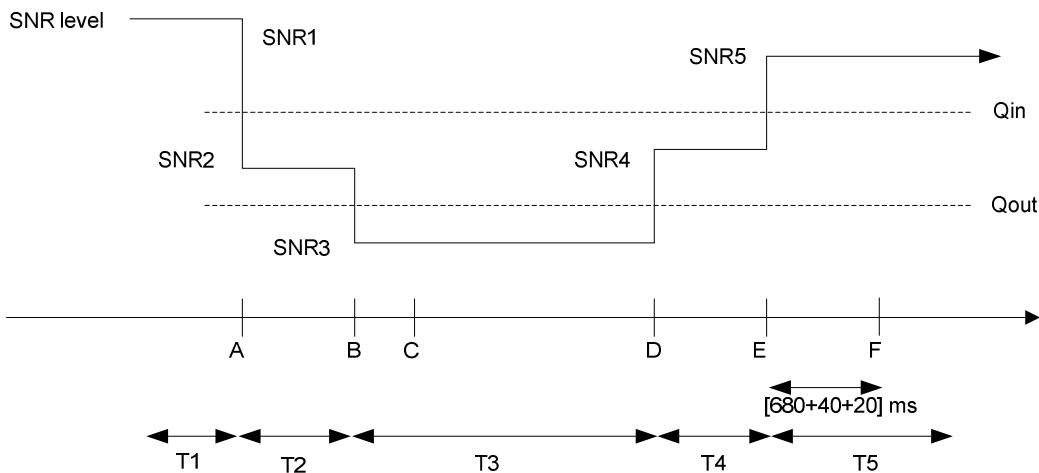 SNR level
SNR1
SNR5
Qin
SNR2
SNR4
Qout
SNR3
A
B
C
D
E
F
[680+40+20] ms
T1
T2
T3
T4
T5